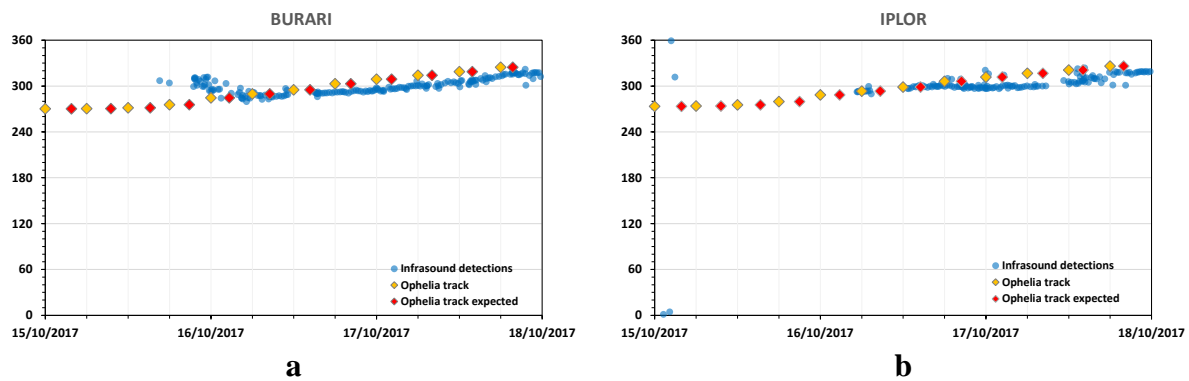 BURARI
360
300
240
180
120
60
0
Infrasound detections
Ophelia track
Ophelia track expected
15/10/2017 16/10/2017 17/10/2017 18/10/2017
a
IPLOR
360
300
240
180
120
60
0
Infrasound detections
Ophelia track
Ophelia track expected
15/10/2017 16/10/2017 17/10/2017 18/10/2017
b